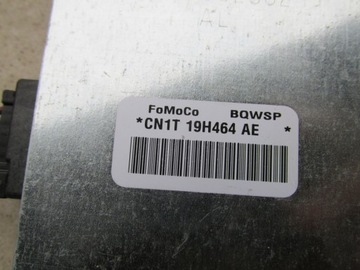 FoMoCo BQWSP
*CN1T 19H464 AE *